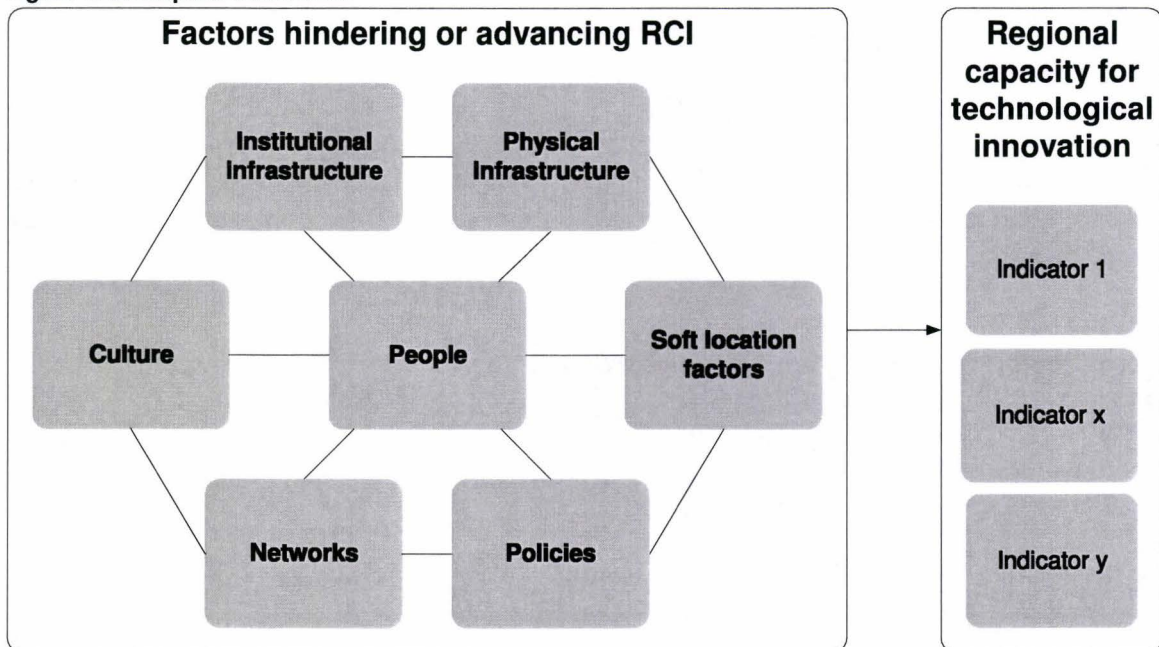 Factors hindering or advancing RCI
Institutional
infrastructure
Physical
Infrastructure
Culture
People
Soft location
factors
Networks
Policies
Regional
capacity for
technological
innovation
Indicator 1
Indicator x
Indicator y